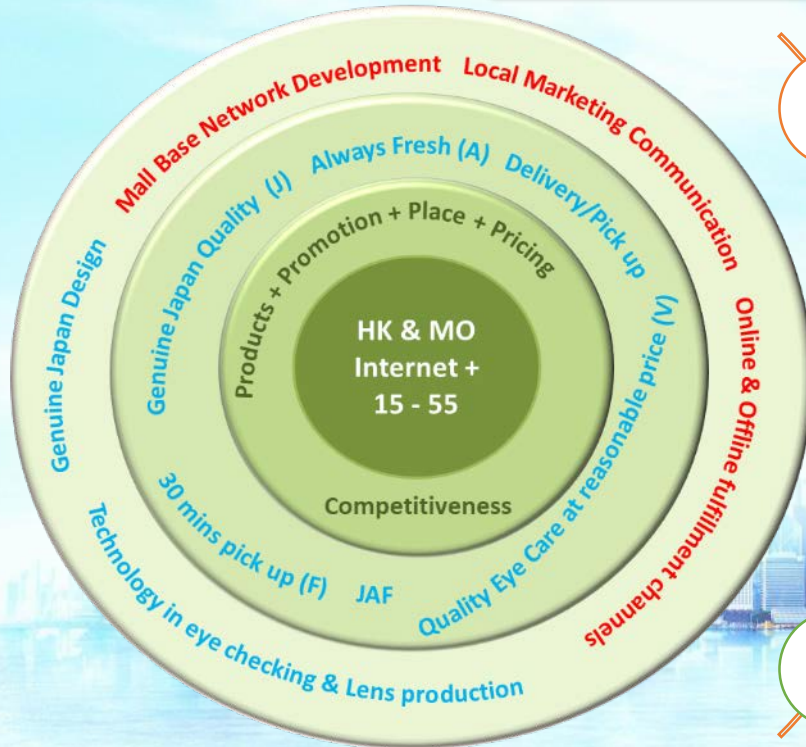 Mall Base Network Development
Local Marketing Communication
Online & Offline fulfillment channels
Genuine Japan Design
Technology in eye checking & Lens production
Genuine Japan Quality (J)
Always Fresh (A)
Delivery/Pick up
Quality Eye Care at reasonable price (V)
30 mins pick up (F)
JAF
Products + Promotion + Place + Pricing
Competitiveness
HK & MO
Internet +
15 - 55